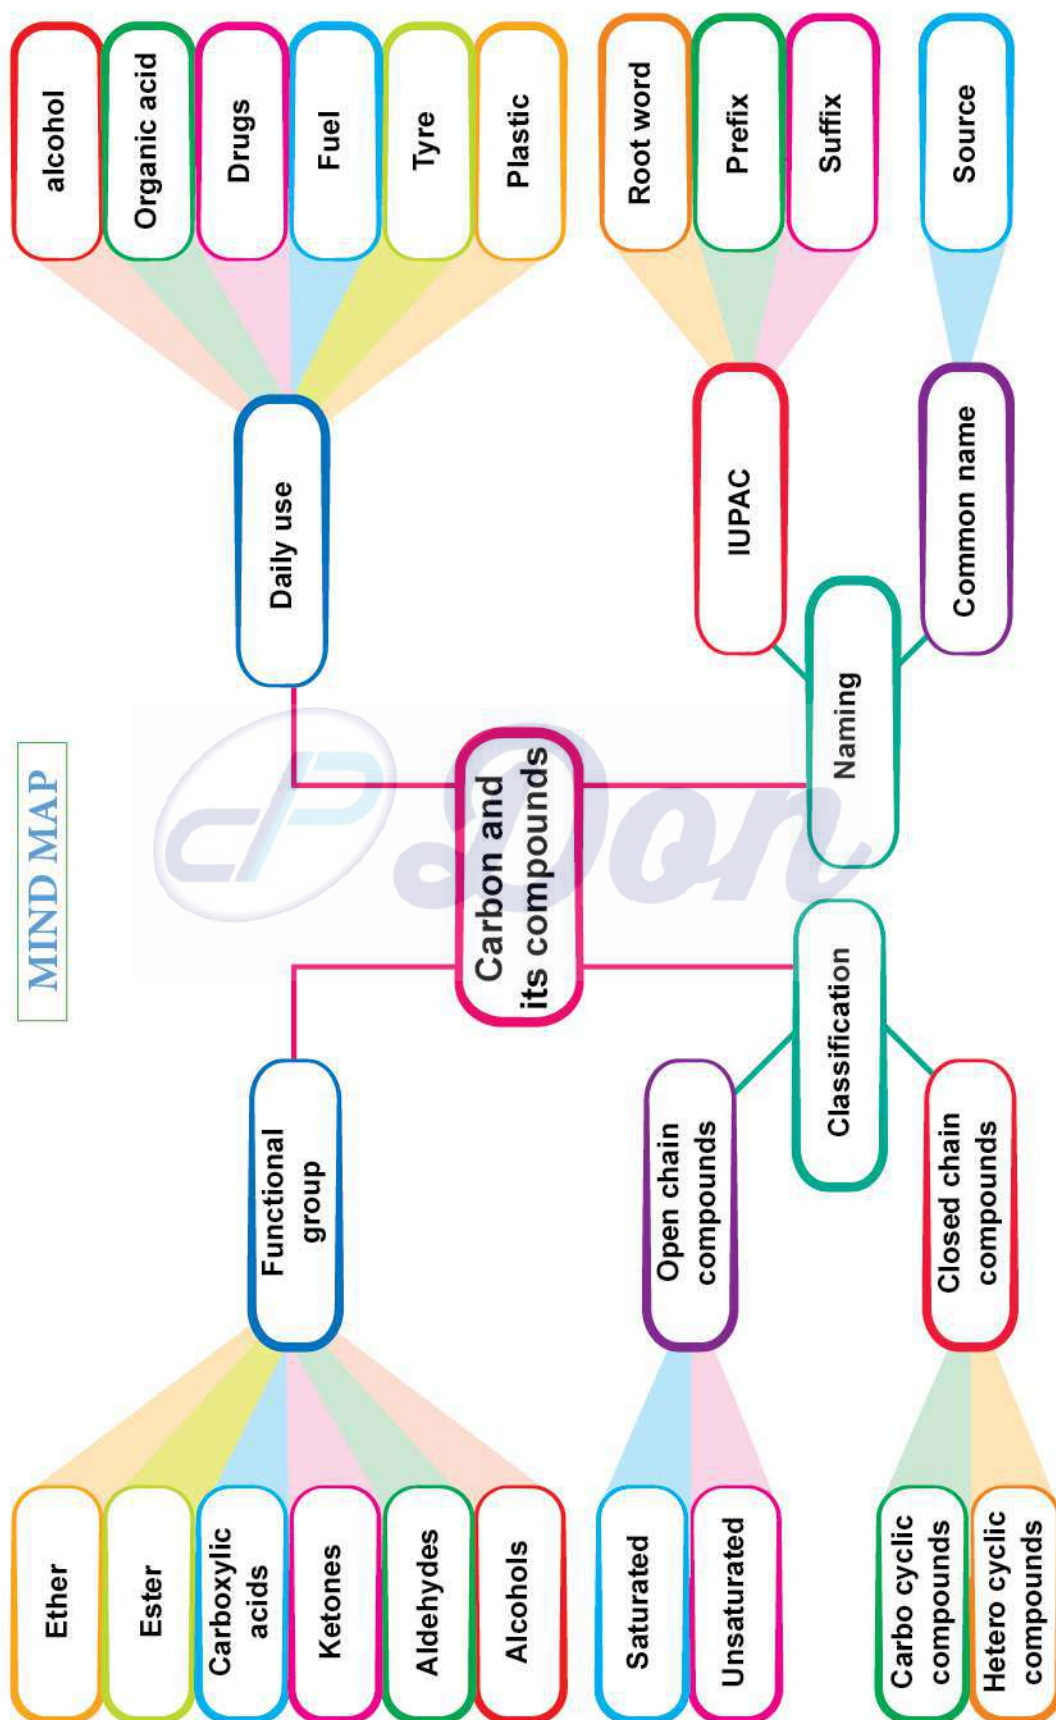 MIND MAP
Ether
Ester
Carboxylic
acids
Ketones
Aldehydes
Alcohols
Functional
group
Daily use
alcohol
Organic acid
Drugs
Fuel
Tyre
Plastic
Carbon and
its compounds
Don
Saturated
Unsaturated
Open chain
compounds
Classification
Closed chain
compounds
Carbo cyclic
compounds
Hetero cyclic
compounds
Naming
IUPAC
Root word
Prefix
Suffix
Common name
Source